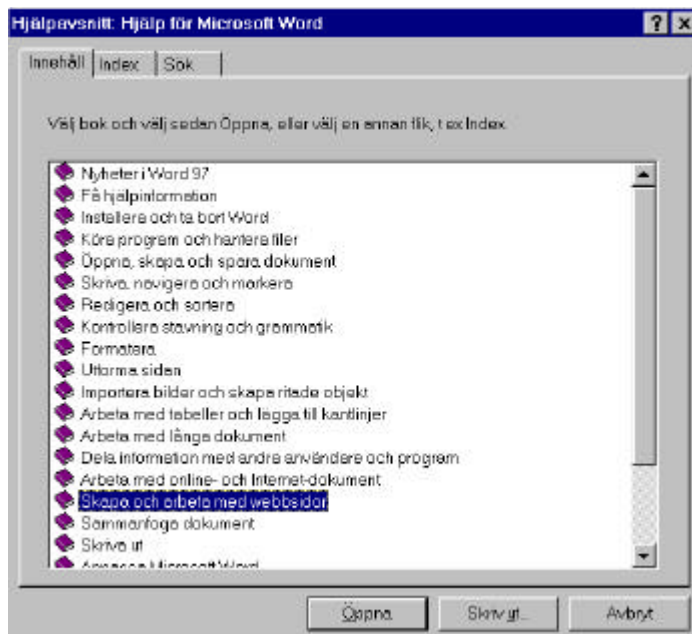 Hjälpavsnitt: Hjälp för Microsoft Word
Innehåll Index Sök
Välj bok och välj sedan Öppna, eller välj en annan flik, t ex Index.
Nyheter i Word 97
Få hjälpinformation
Installera och ta bort Word
Köra program och hantera filer
Öppna, skapa och spara dokument
Skriva, navigera och markera
Redigera och sortera
Kontrollera stavning och grammatik
Formatera
Utforma sidan
Importera bilder och skapa ritade objekt
Arbeta med tabeller och lägga till kantlinjer
Arbeta med långa dokument
Dela information med andra användare och program
Arbeta med online- och Internet-dokument
Skapa och arbeta med webbsidor
Sammanfoga dokument
Skriva ut
Anpassa Microsoft Word
Öppna Skriv ut... Avbryt